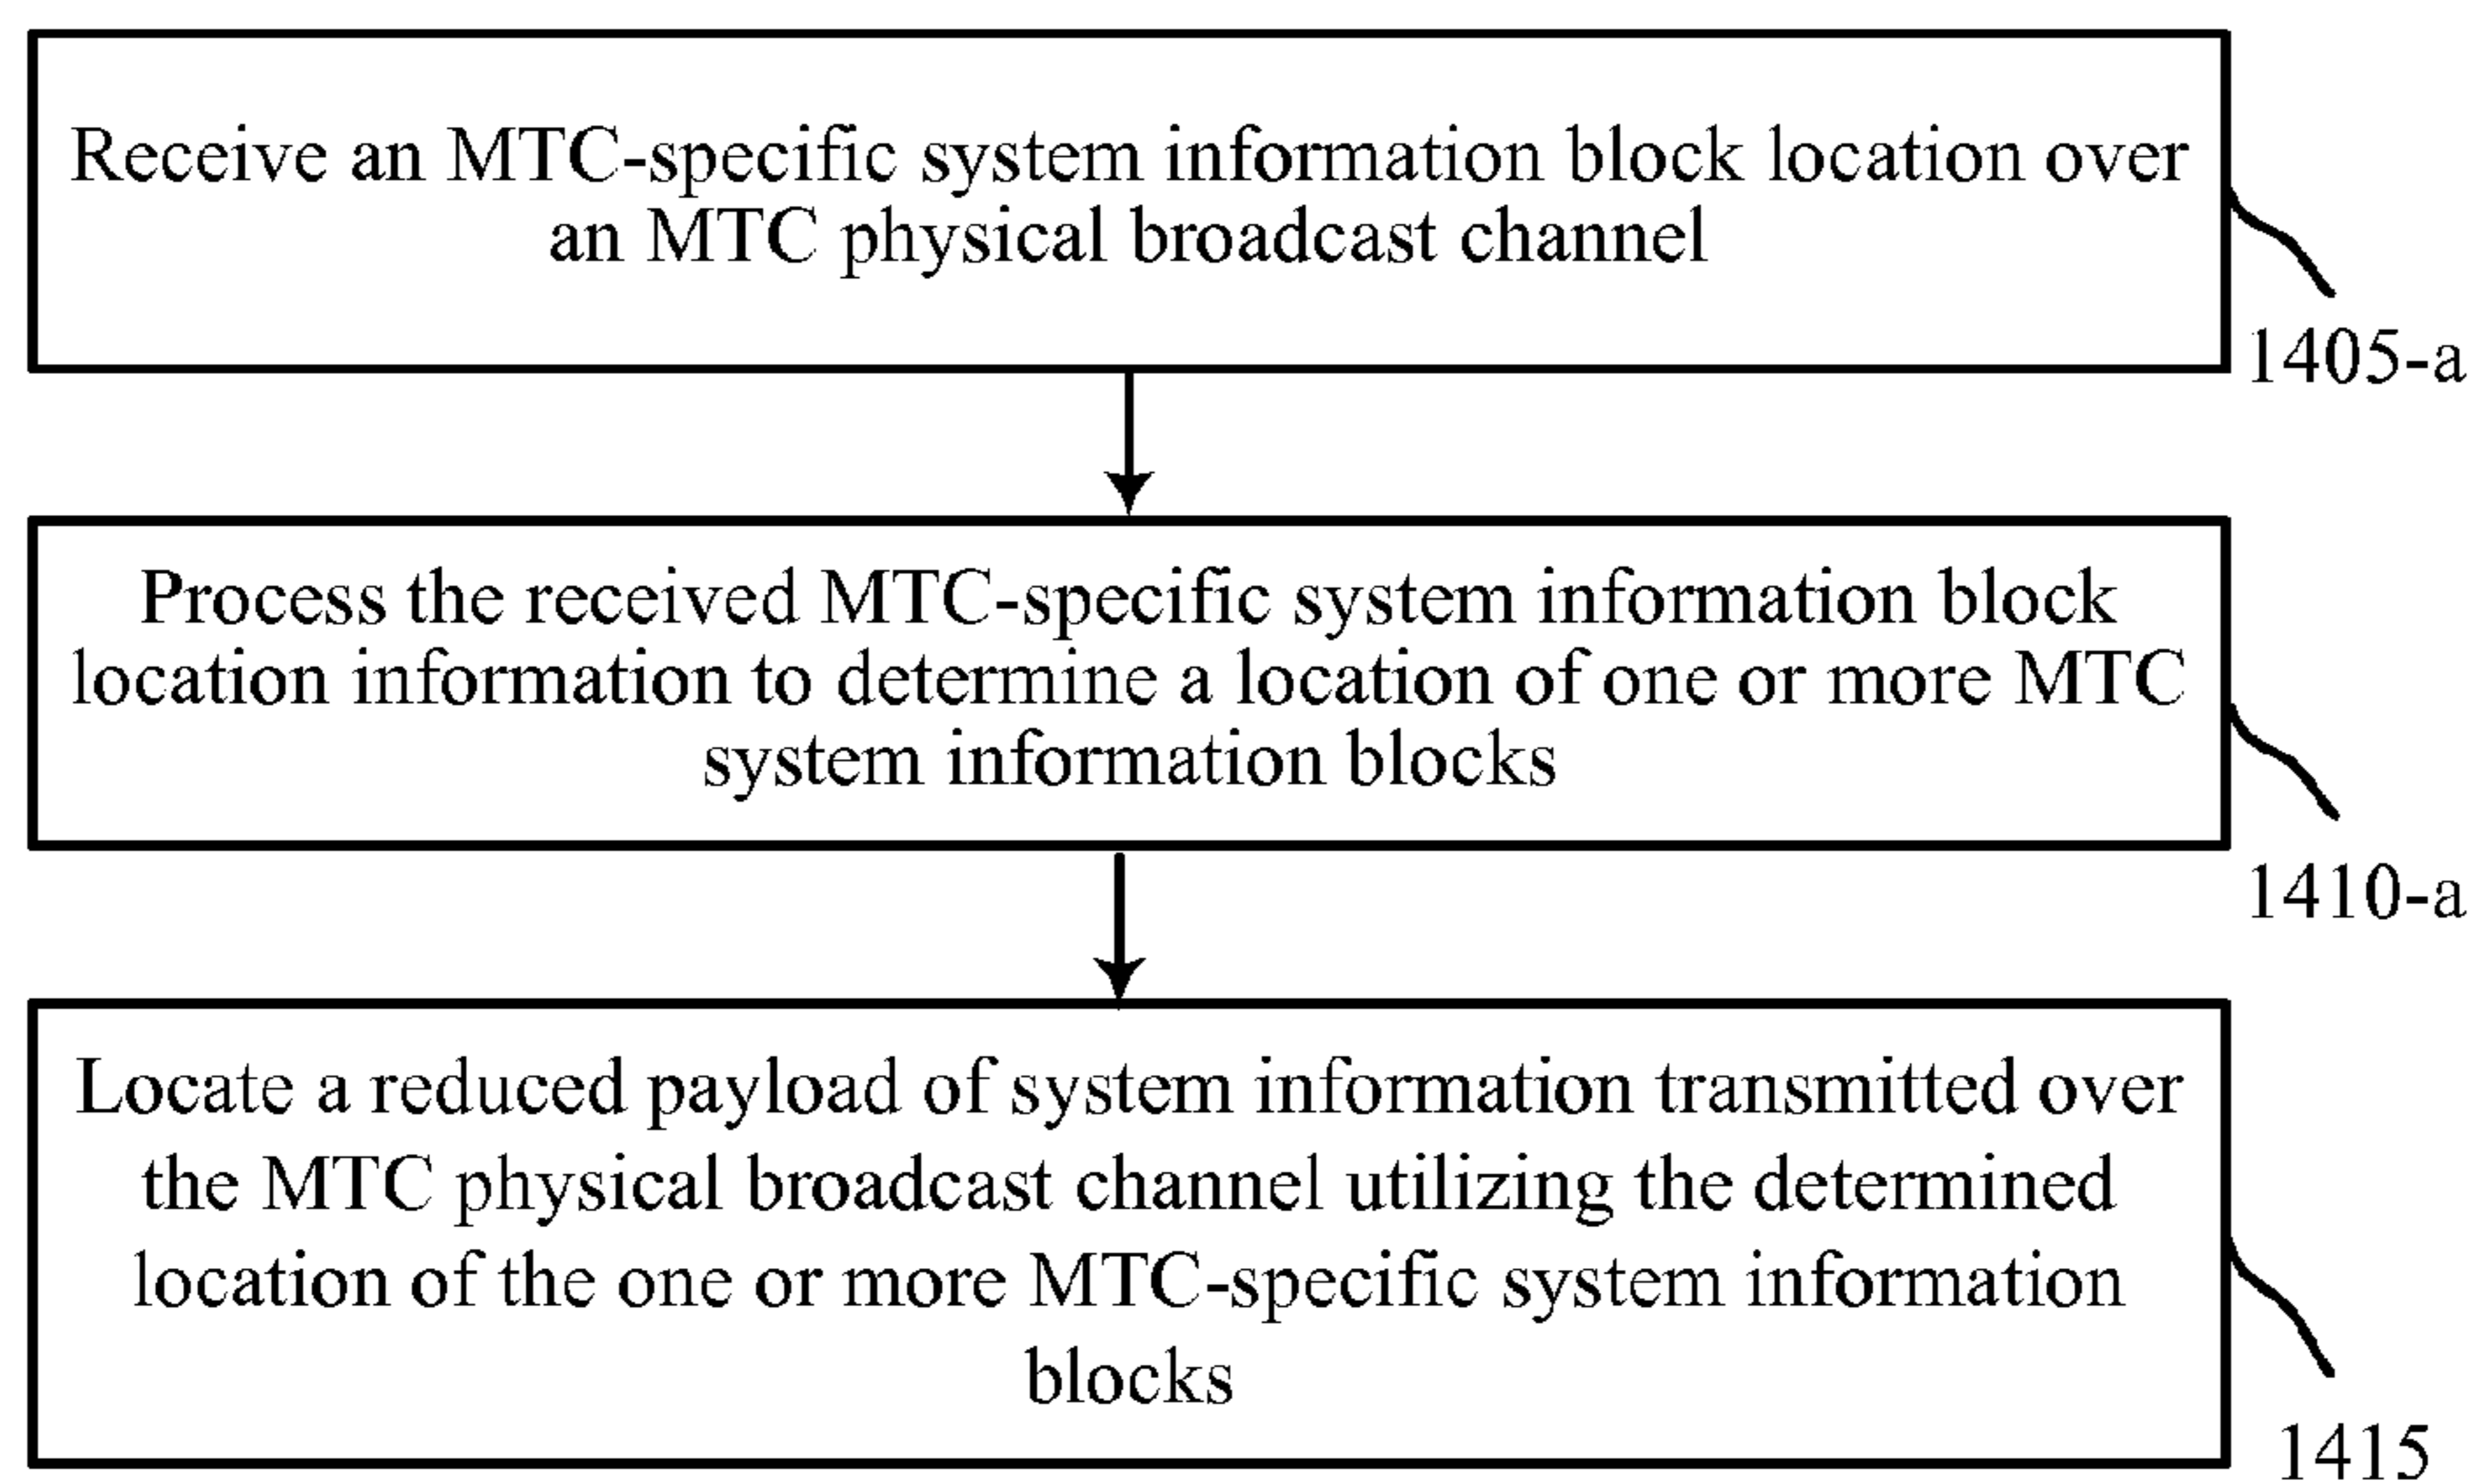 Receive an MTC-specific system information block location over
an MTC physical broadcast channel
1405-a
Process the received MTC-specific system information block
location information to determine a location of one or more MTC
system information blocks
1410-a
Locate a reduced payload of system information transmitted over
the MTC physical broadcast channel utilizing the determined
location of the one or more MTC-specific system information
blocks
1415